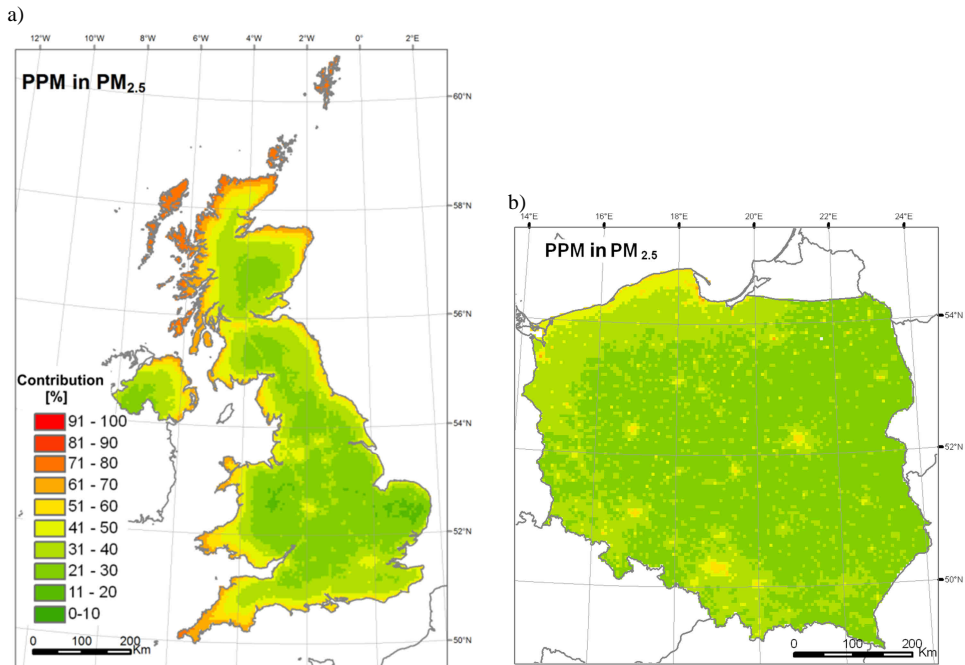 a)
12°W 10°W 8°W 6°W 4°W 2°W 0° 2°E
PPM in PM2.5
60°N
58°N
56°N
54°N
52°N
50°N
Contribution
[%]
91 - 100
81 - 90
71 - 80
61 - 70
51 - 60
41 - 50
31 - 40
21 - 30
11 - 20
0-10
0 100 200
Km
b)
14°E 16°E 18°E 20°E 22°E 24°E
PPM in PM2.5
54°N
52°N
50°N
0 100 200
Km